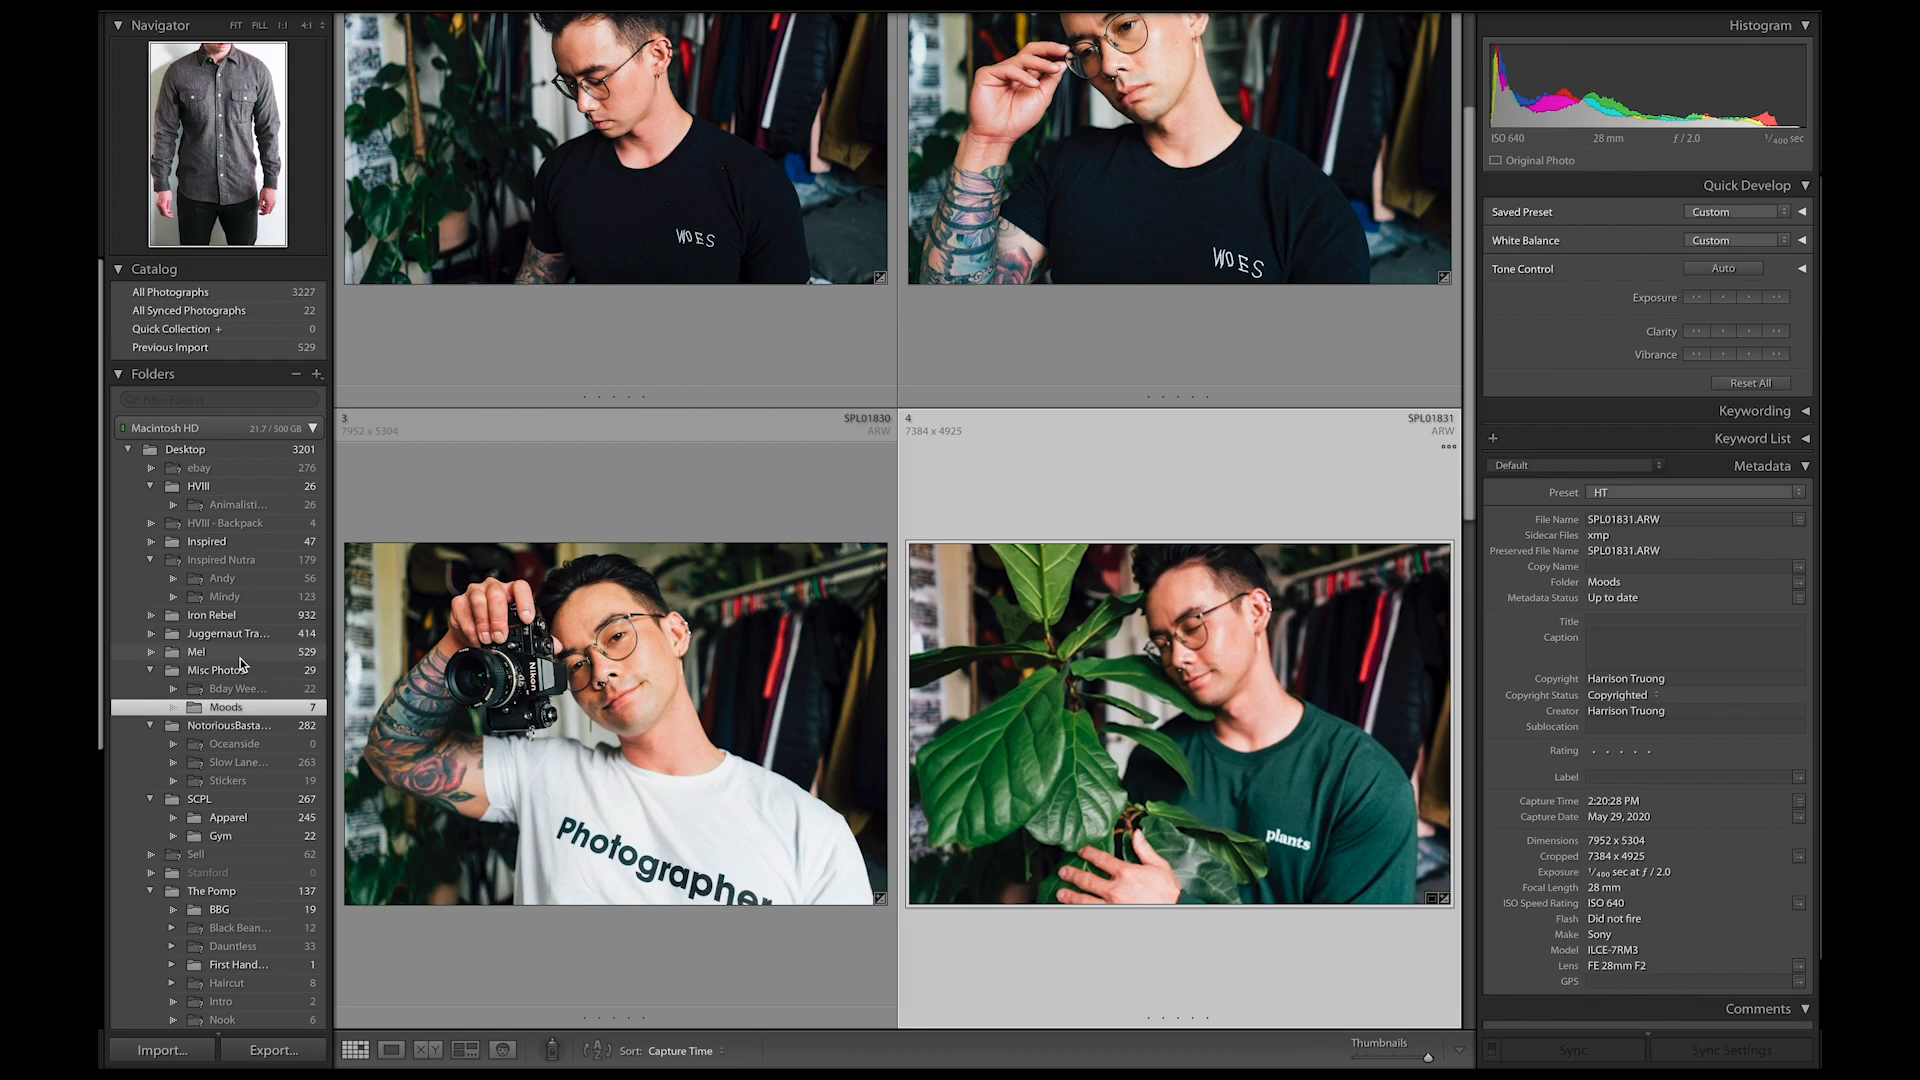 Navigator FIT FILL 1:1 4:1
Catalog
All Photographs 3227
All Synced Photographs 22
Quick Collection + 0
Previous Import 529
Folders
Filter Folders
Macintosh HD 21.7 / 500 GB
Desktop 3201
ebay 276
HVIII 26
Animalisti... 26
HVIII - Backpack 4
Inspired 47
Inspired Nutra 179
Andy 56
Mindy 123
Iron Rebel 932
Juggernaut Tra... 414
Mel 529
Misc Photos 29
Bday Wee... 22
Moods 7
NotoriousBasta... 282
Oceanside 0
Slow Lane... 263
Stickers 19
SCPL 267
Apparel 245
Gym 22
Sell 62
Stanford 0
The Pomp 137
BBG 19
Black Bean... 12
Dauntless 33
First Hand... 1
Haircut 8
Intro 2
Nook 6
Import... Export...
WOES
WOES
3 SPL01830
7952 x 5304 ARW
4 SPL01831
7384 x 4925 ARW
Nikon
Photographer
plants
XY
Sort: Capture Time
Thumbnails
Histogram
ISO 640 28 mm ƒ / 2.0 1/400 sec
Original Photo
Quick Develop
Saved Preset Custom
White Balance Custom
Tone Control Auto
Exposure
Clarity
Vibrance
Reset All
Keywording
+ Keyword List
Default Metadata
Preset HT
File Name SPL01831.ARW
Sidecar Files xmp
Preserved File Name SPL01831.ARW
Copy Name
Folder Moods
Metadata Status Up to date
Title
Caption
Copyright Harrison Truong
Copyright Status Copyrighted
Creator Harrison Truong
Sublocation
Rating
Label
Capture Time 2:20:28 PM
Capture Date May 29, 2020
Dimensions 7952 x 5304
Cropped 7384 x 4925
Exposure 1/400 sec at ƒ / 2.0
Focal Length 28 mm
ISO Speed Rating ISO 640
Flash Did not fire
Make Sony
Model ILCE-7RM3
Lens FE 28mm F2
GPS
Comments
Sync Sync Settings